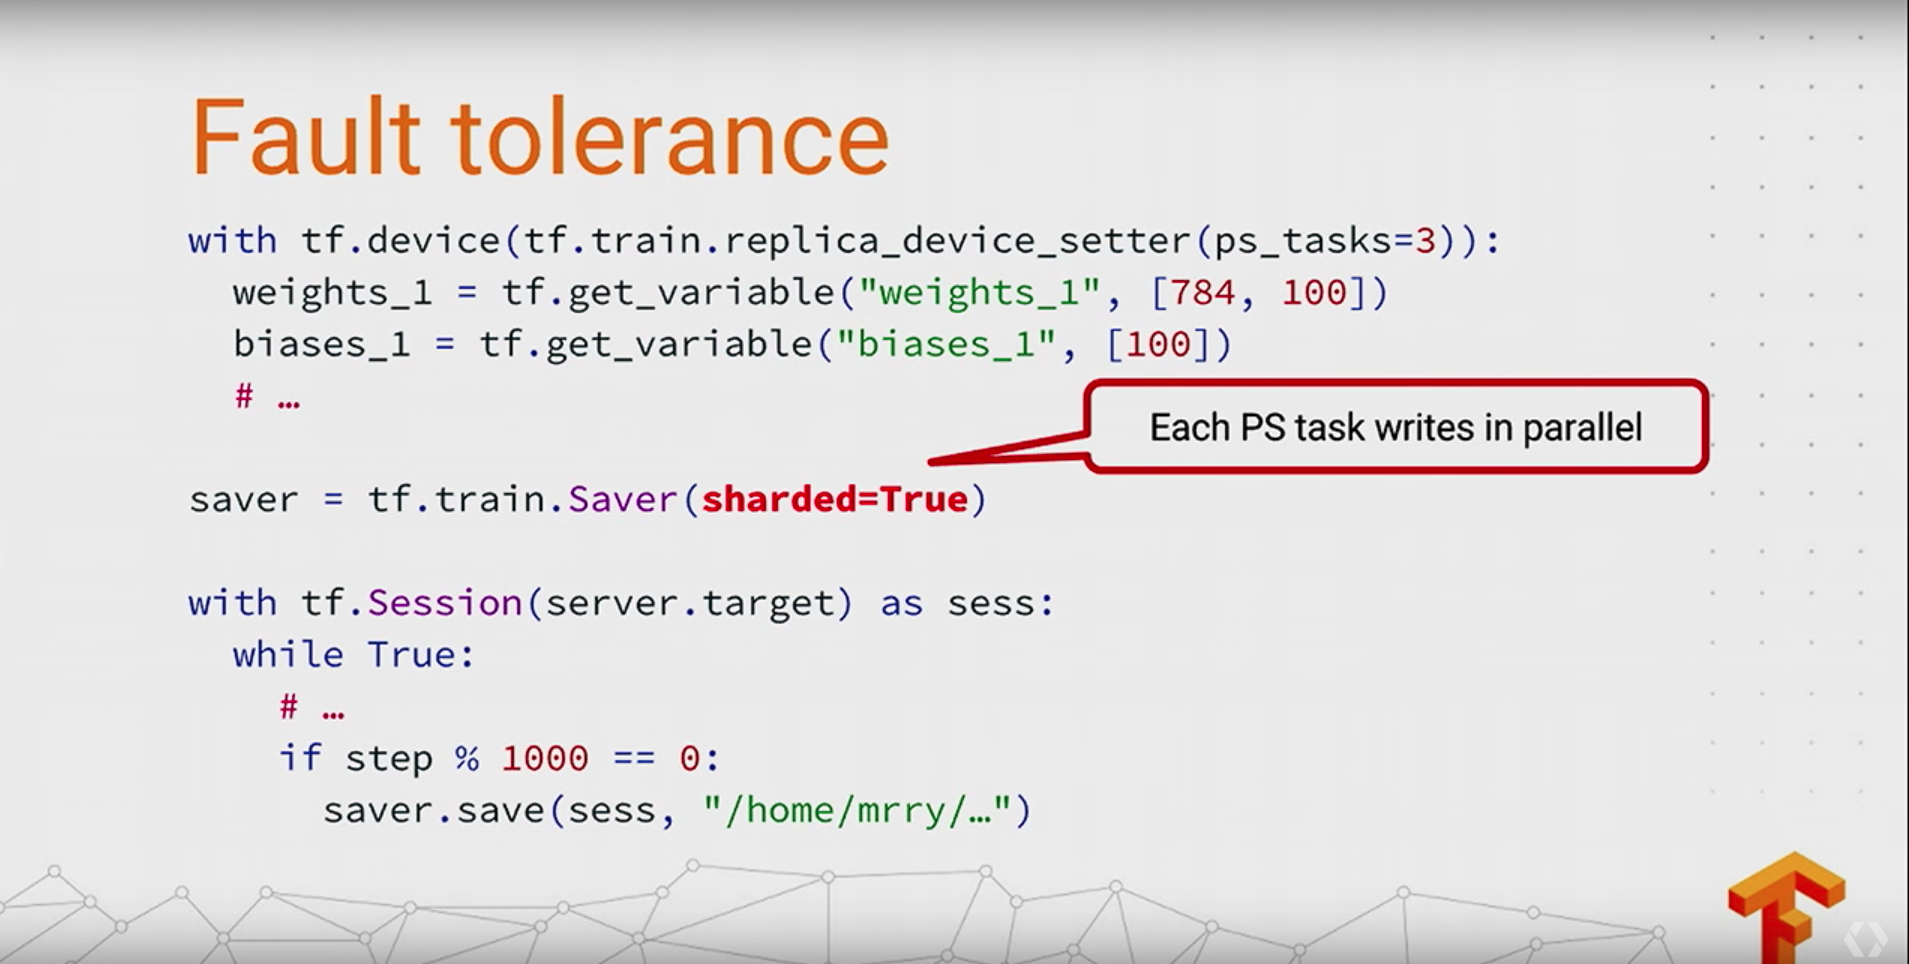 Fault tolerance
with tf.device(tf.train.replica_device_setter(ps_tasks=3)):
  weights_1 = tf.get_variable("weights_1", [784, 100])
  biases_1 = tf.get_variable("biases_1", [100])
  # …
Each PS task writes in parallel
saver = tf.train.Saver(sharded=True)
with tf.Session(server.target) as sess:
  while True:
    # …
    if step % 1000 == 0:
      saver.save(sess, "/home/mrry/…")